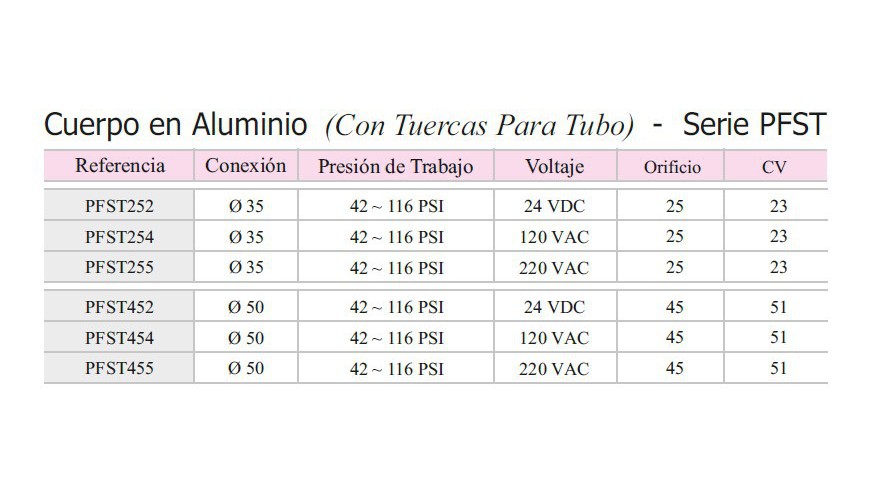 Cuerpo en Aluminio (Con Tuercas Para Tubo) - Serie PFST
Referencia Conexión Presión de Trabajo Voltaje Orificio CV
PFST252 Ø 35 42 ~ 116 PSI 24 VDC 25 23
PFST254 Ø 35 42 ~ 116 PSI 120 VAC 25 23
PFST255 Ø 35 42 ~ 116 PSI 220 VAC 25 23
PFST452 Ø 50 42 ~ 116 PSI 24 VDC 45 51
PFST454 Ø 50 42 ~ 116 PSI 120 VAC 45 51
PFST455 Ø 50 42 ~ 116 PSI 220 VAC 45 51